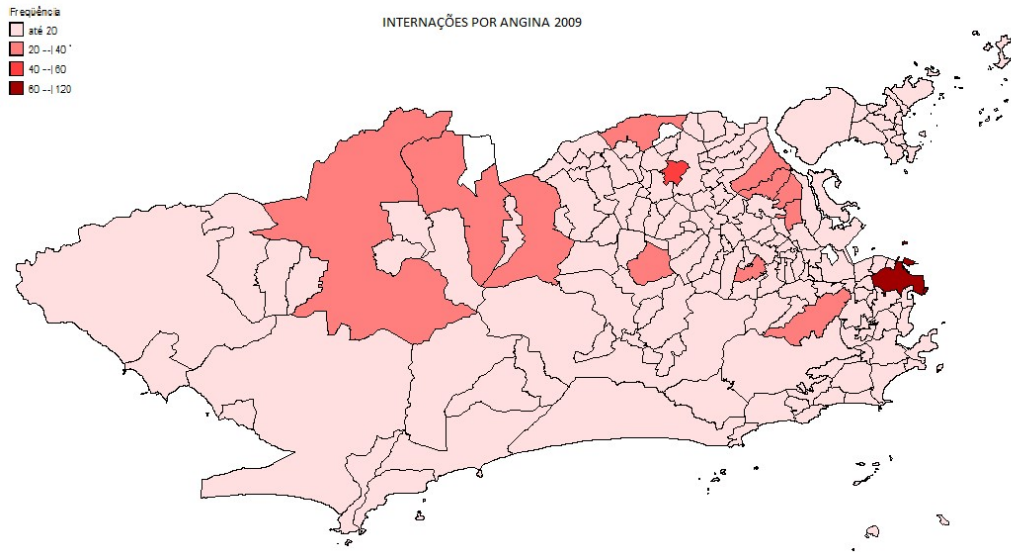 Freqüência
INTERNAÇÕES POR ANGINA 2009
até 20
20 --| 40
40 --| 60
60 --| 120